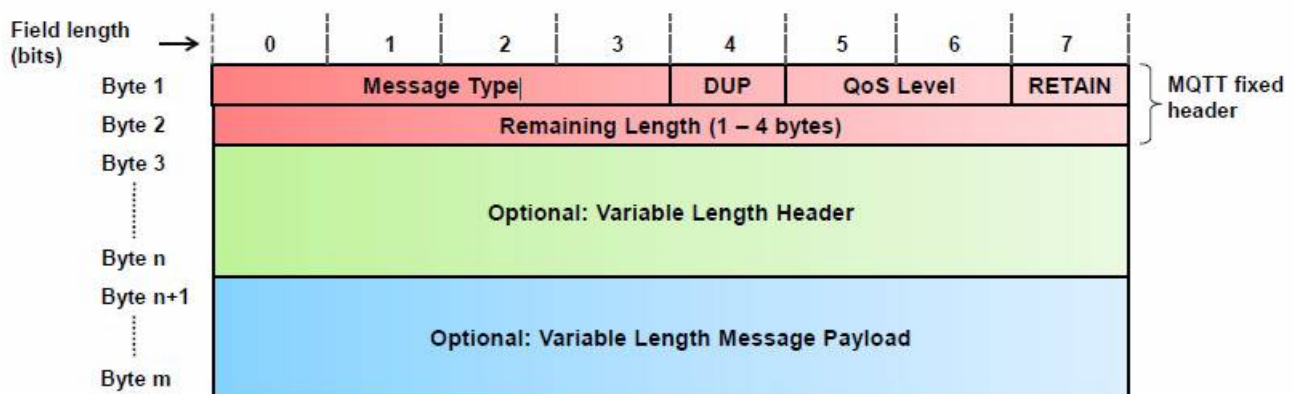 Field length
(bits)
0 1 2 3 4 5 6 7
Byte 1
Message Type
DUP
QoS Level
RETAIN
MQTT fixed
header
Byte 2
Remaining Length (1 – 4 bytes)
Byte 3
Optional: Variable Length Header
Byte n
Byte n+1
Optional: Variable Length Message Payload
Byte m